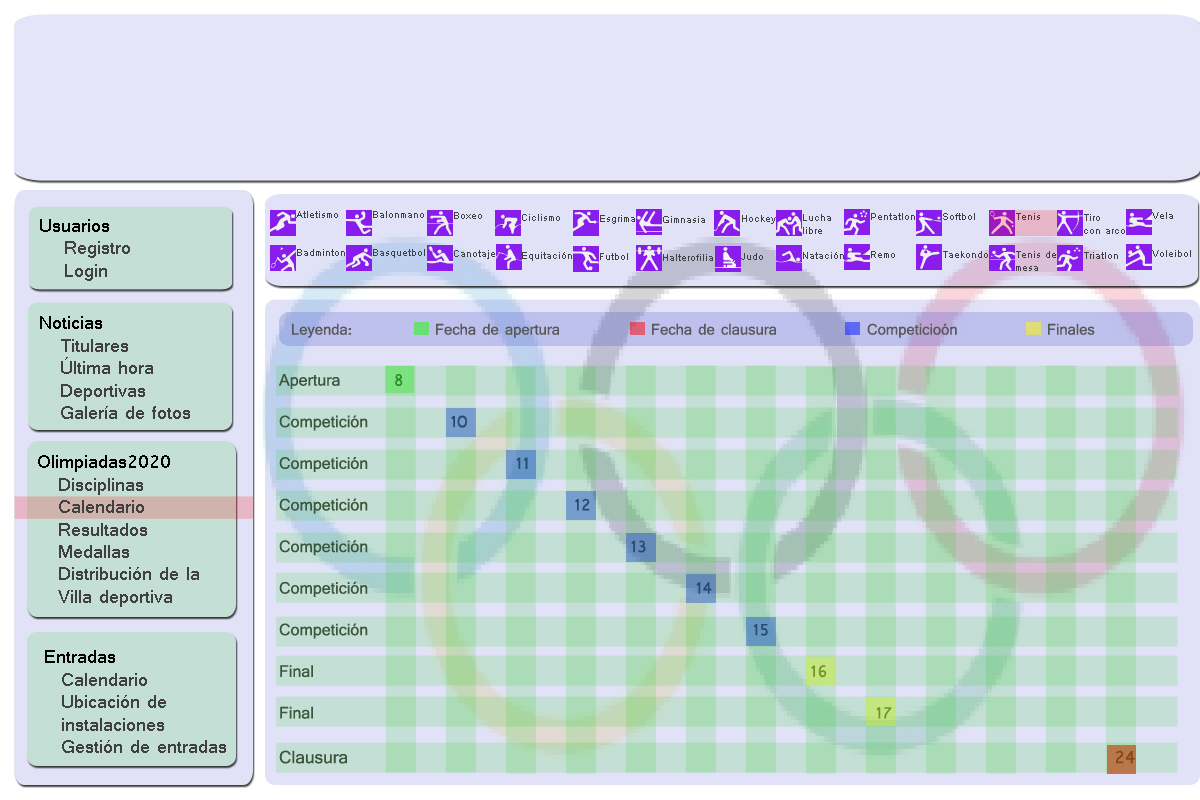 Usuarios
Registro
Login
Noticias
Titulares
Última hora
Deportivas
Galería de fotos
Olimpiadas2020
Disciplinas
Calendario
Resultados
Medallas
Distribución de la
Villa deportiva
Entradas
Calendario
Ubicación de
instalaciones
Gestión de entradas
Atletismo Balonmano Boxeo Ciclismo Esgrima Gimnasia Hockey Lucha libre Pentatlon Softbol Tenis Tiro con arco Vela
Badminton Basquetbol Canotaje Equitación Futbol Halterofilia Judo Natación Remo Taekondo Tenis de mesa Triatlon Voleibol
Leyenda: Fecha de apertura Fecha de clausura Competicioón Finales
Apertura 8
Competición 10
Competición 11
Competición 12
Competición 13
Competición 14
Competición 15
Final 16
Final 17
Clausura 24